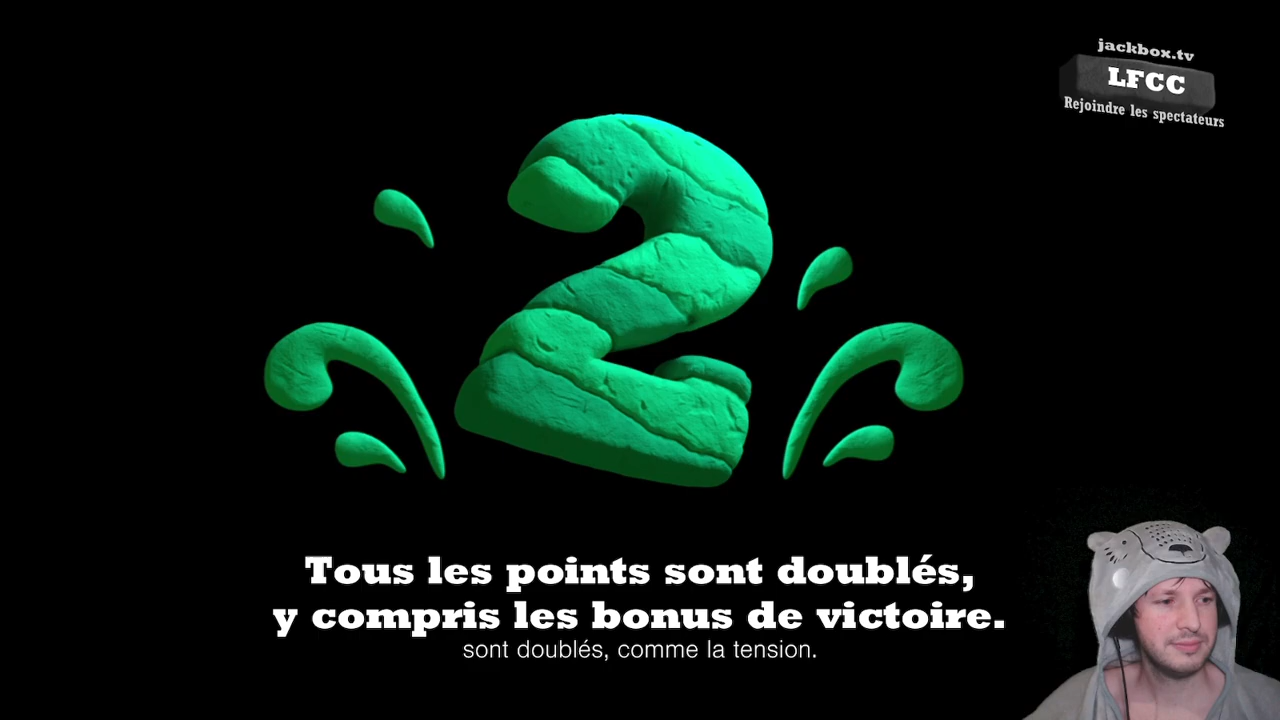 jackbox.tv
LFCC
Rejoindre les spectateurs
2
Tous les points sont doublés,
y compris les bonus de victoire.
sont doublés, comme la tension.